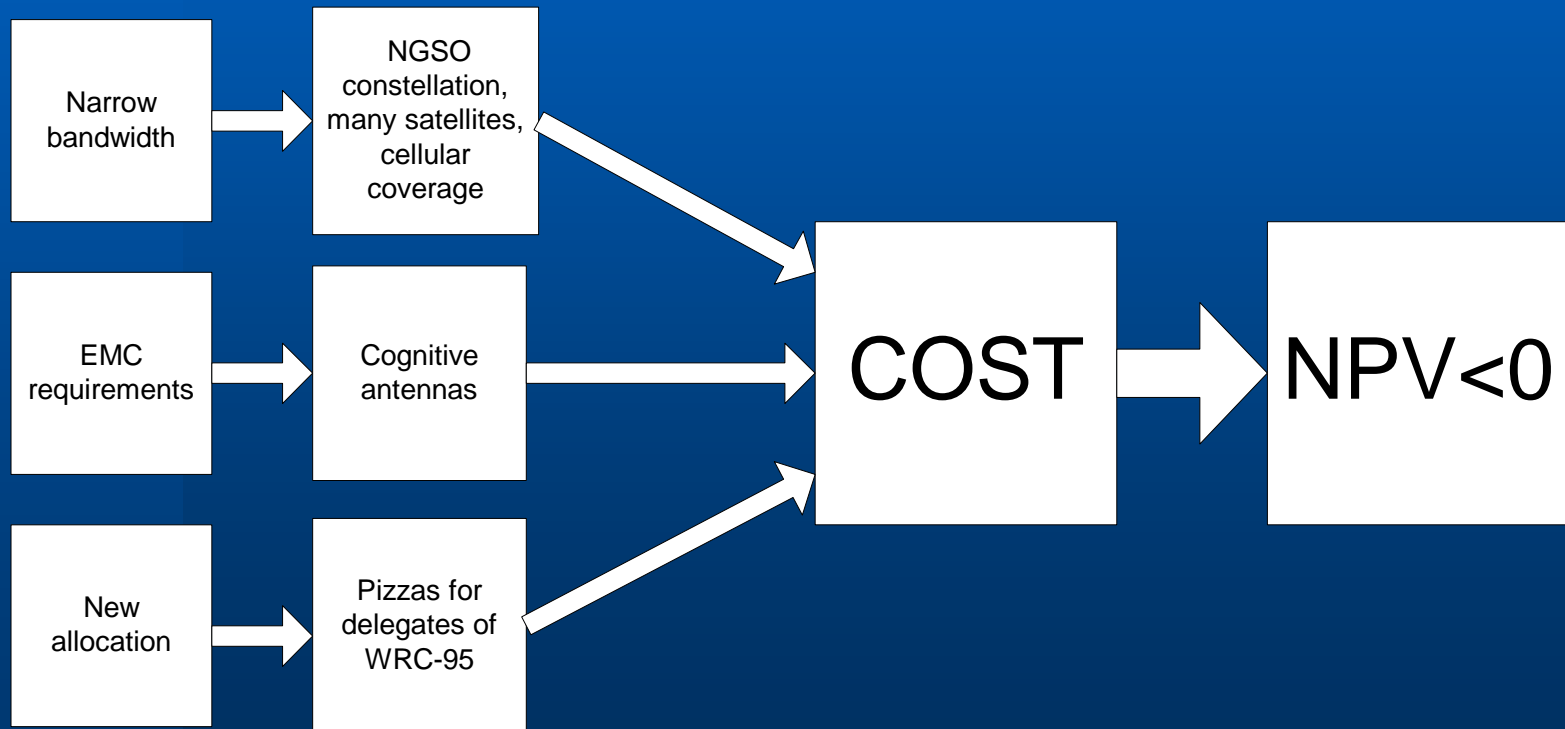 Narrow
bandwidth
NGSO
constellation,
many satellites,
cellular
coverage
EMC
requirements
Cognitive
antennas
New
allocation
Pizzas for
delegates of
WRC-95
COST
NPV<0